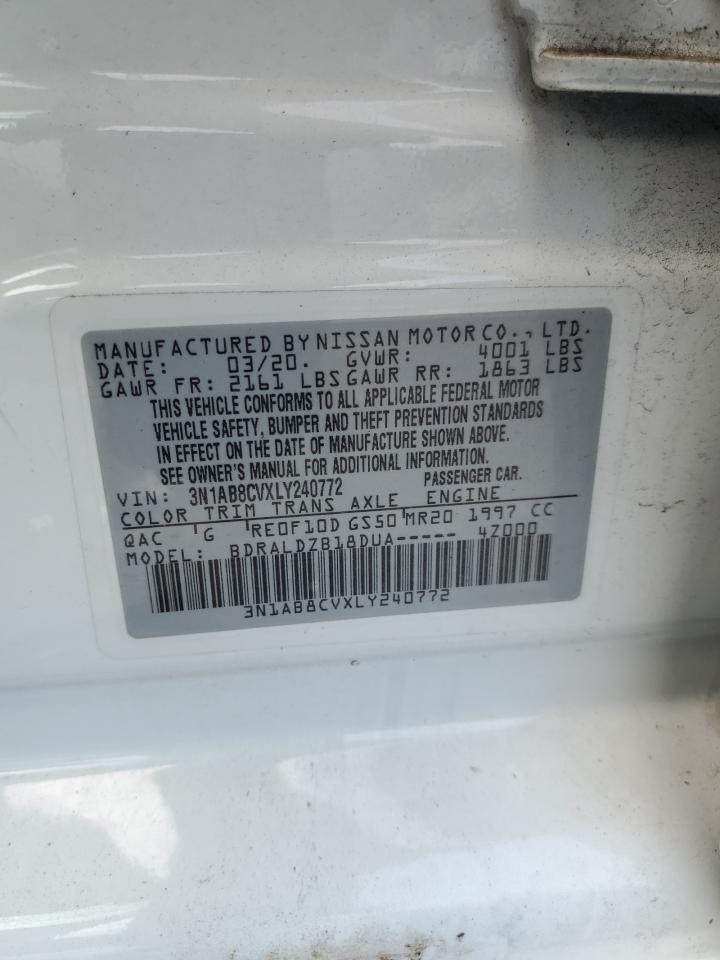 MANUFACTURED BY NISSAN MOTOR CO., LTD.
DATE: 03/20. GVWR: 4001 LBS
GAWR FR: 2161 LBS GAWR RR: 1863 LBS
THIS VEHICLE CONFORMS TO ALL APPLICABLE FEDERAL MOTOR
VEHICLE SAFETY, BUMPER AND THEFT PREVENTION STANDARDS
IN EFFECT ON THE DATE OF MANUFACTURE SHOWN ABOVE.
SEE OWNER'S MANUAL FOR ADDITIONAL INFORMATION.
VIN: 3N1AB8CVXLY240772 PASSENGER CAR.
COLOR TRIM TRANS AXLE ENGINE
QAC G RE0F10D GS50 MR20 1997 CC
MODEL: BDRALDZB18DUA----- 4Z000
3N1AB8CVXLY240772